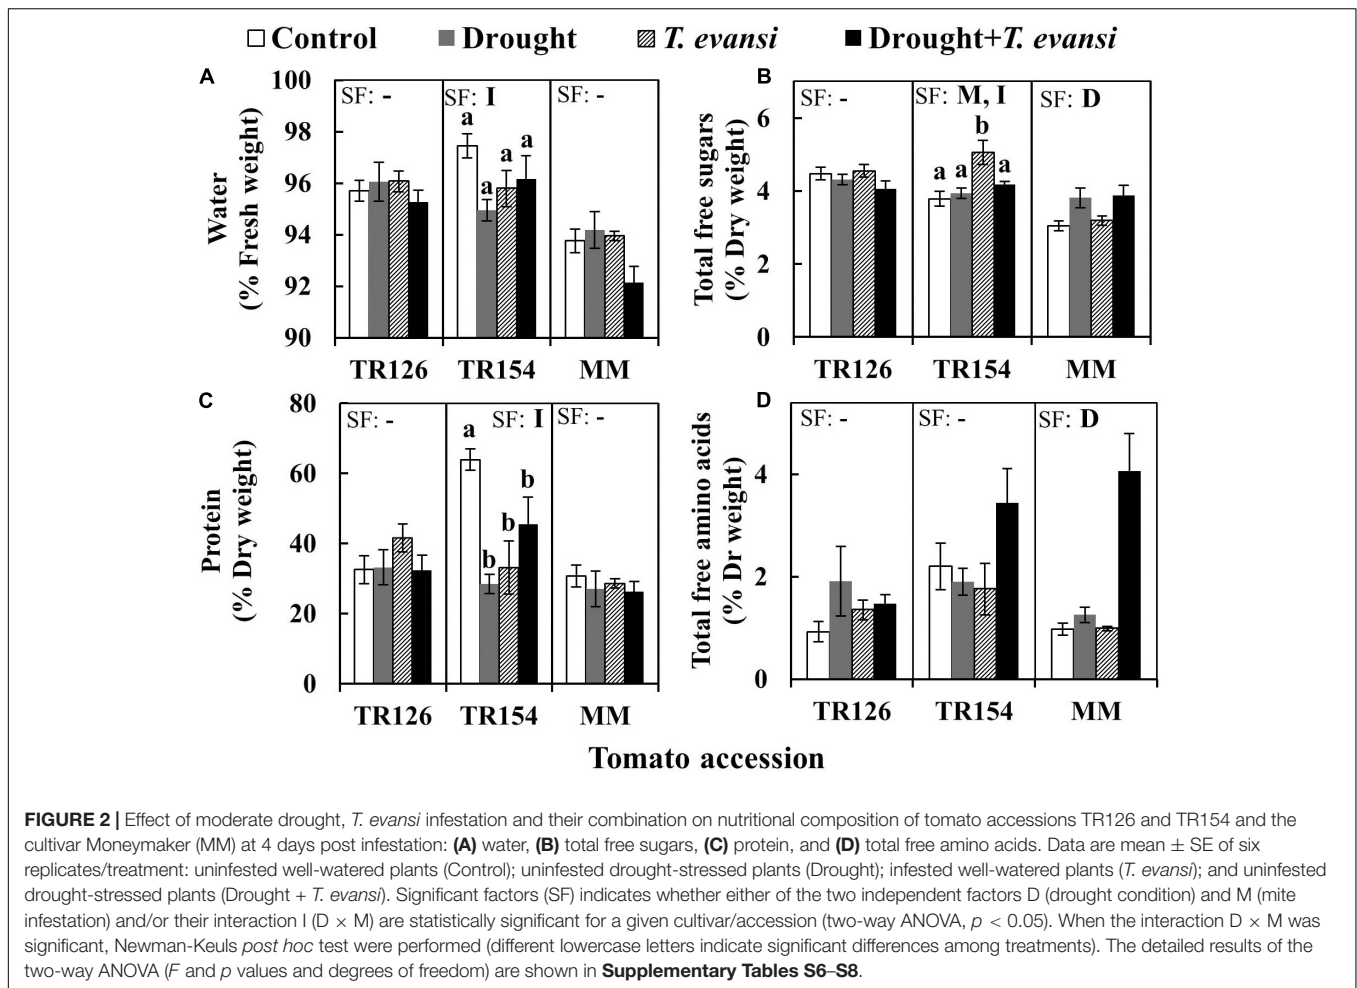 Control Drought T. evansi Drought+T. evansi
A
100
98
96
94
92
90
Water
(% Fresh weight)
SF: -
SF: I
SF: -
a
a
a
a
TR126 TR154 MM
B
6
4
2
0
Total free sugars
(% Dry weight)
SF: -
SF: M, I
SF: D
a
a
b
a
TR126 TR154 MM
C
80
60
40
20
0
Protein
(% Dry weight)
SF: -
SF: I
SF: -
a
b
b
b
TR126 TR154 MM
D
4
2
0
Total free amino acids
(% Dr weight)
SF: -
SF: -
SF: D
TR126 TR154 MM
Tomato accession
FIGURE 2 | Effect of moderate drought, T. evansi infestation and their combination on nutritional composition of tomato accessions TR126 and TR154 and the
cultivar Moneymaker (MM) at 4 days post infestation: (A) water, (B) total free sugars, (C) protein, and (D) total free amino acids. Data are mean ± SE of six
replicates/treatment: uninfested well-watered plants (Control); uninfested drought-stressed plants (Drought); infested well-watered plants (T. evansi); and uninfested
drought-stressed plants (Drought + T. evansi). Significant factors (SF) indicates whether either of the two independent factors D (drought condition) and M (mite
infestation) and/or their interaction I (D × M) are statistically significant for a given cultivar/accession (two-way ANOVA, p < 0.05). When the interaction D × M was
significant, Newman-Keuls post hoc test were performed (different lowercase letters indicate significant differences among treatments). The detailed results of the
two-way ANOVA (F and p values and degrees of freedom) are shown in Supplementary Tables S6–S8.